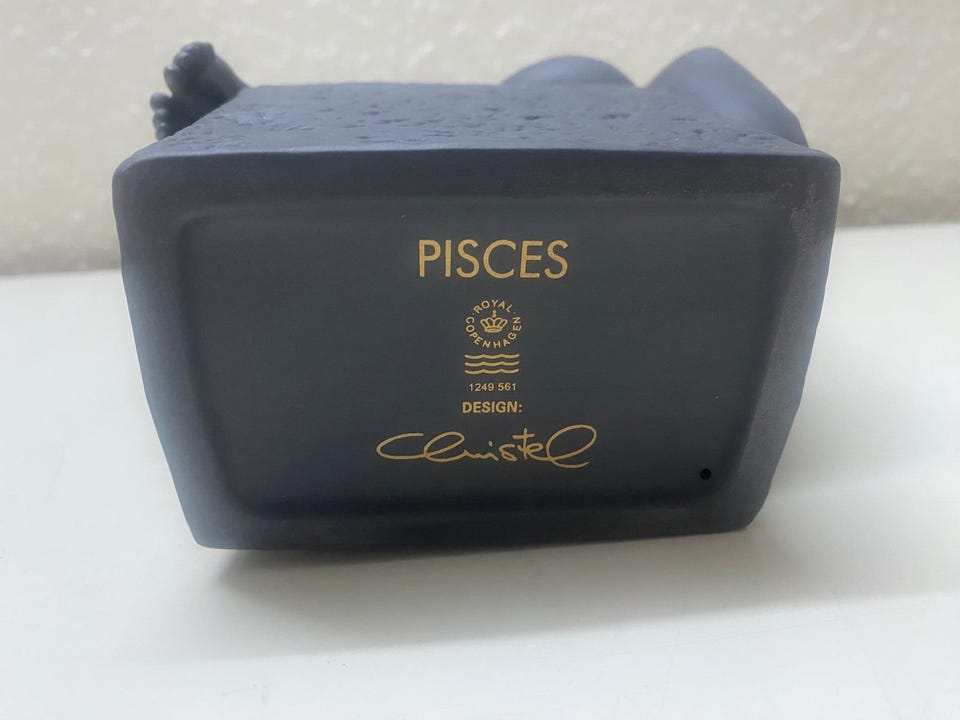 PISCES
ROYAL COPENHAGEN
1249 561
DESIGN:
Christel